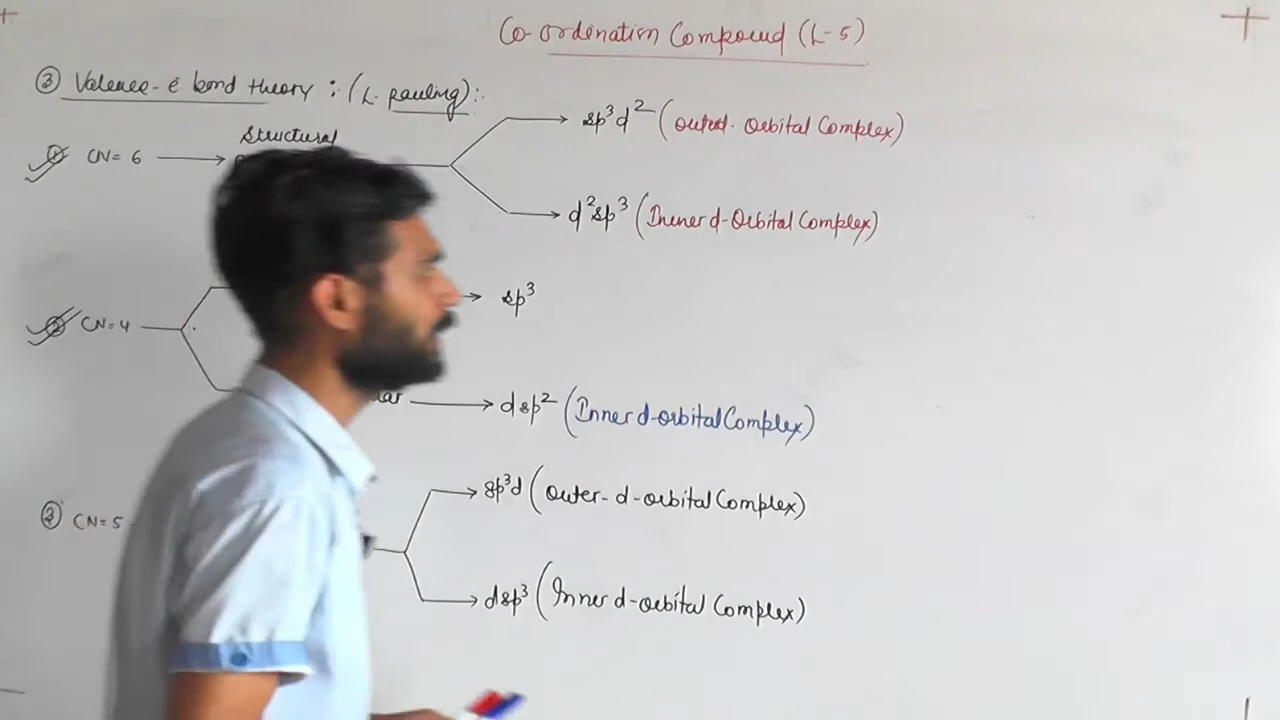 Co-ordination Compound (L-5)
③ Valence-e bond theory : (L. pauling):
① CN= 6 → Structural
sp³d² (outer d-Orbital Complex)
d²sp³ (Inner d-Orbital Complex)
② CN=4
→ sp³
→ dsp² (Inner d-orbital Complex)
③ CN=5
→ sp³d (outer-d-orbital Complex)
→ dsp³ (Inner d-orbital Complex)